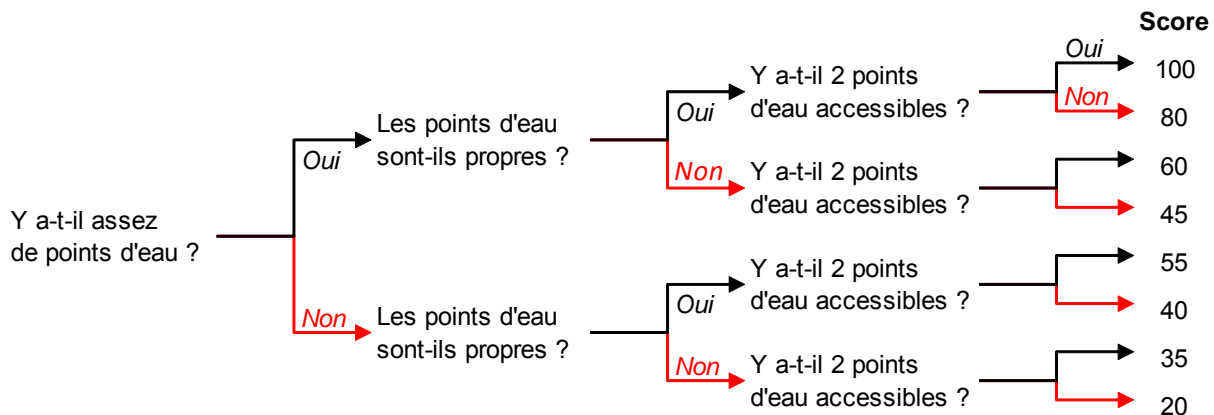 Score
Oui
100
Y a-t-il 2 points
d'eau accessibles ?
Non
80
Oui
Les points d'eau
sont-ils propres ?
Oui
Non
Y a-t-il 2 points
d'eau accessibles ?
60
45
Y a-t-il assez
de points d'eau ?
Non
Les points d'eau
sont-ils propres ?
Oui
Y a-t-il 2 points
d'eau accessibles ?
55
40
Non
Y a-t-il 2 points
d'eau accessibles ?
35
20